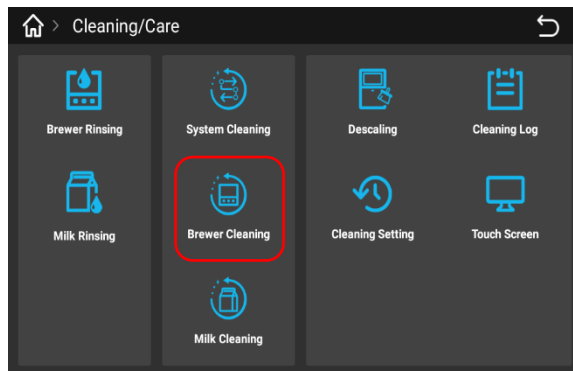 > Cleaning/Care
Brewer Rinsing
System Cleaning
Descaling
Cleaning Log
Milk Rinsing
Brewer Cleaning
Cleaning Setting
Touch Screen
Milk Cleaning